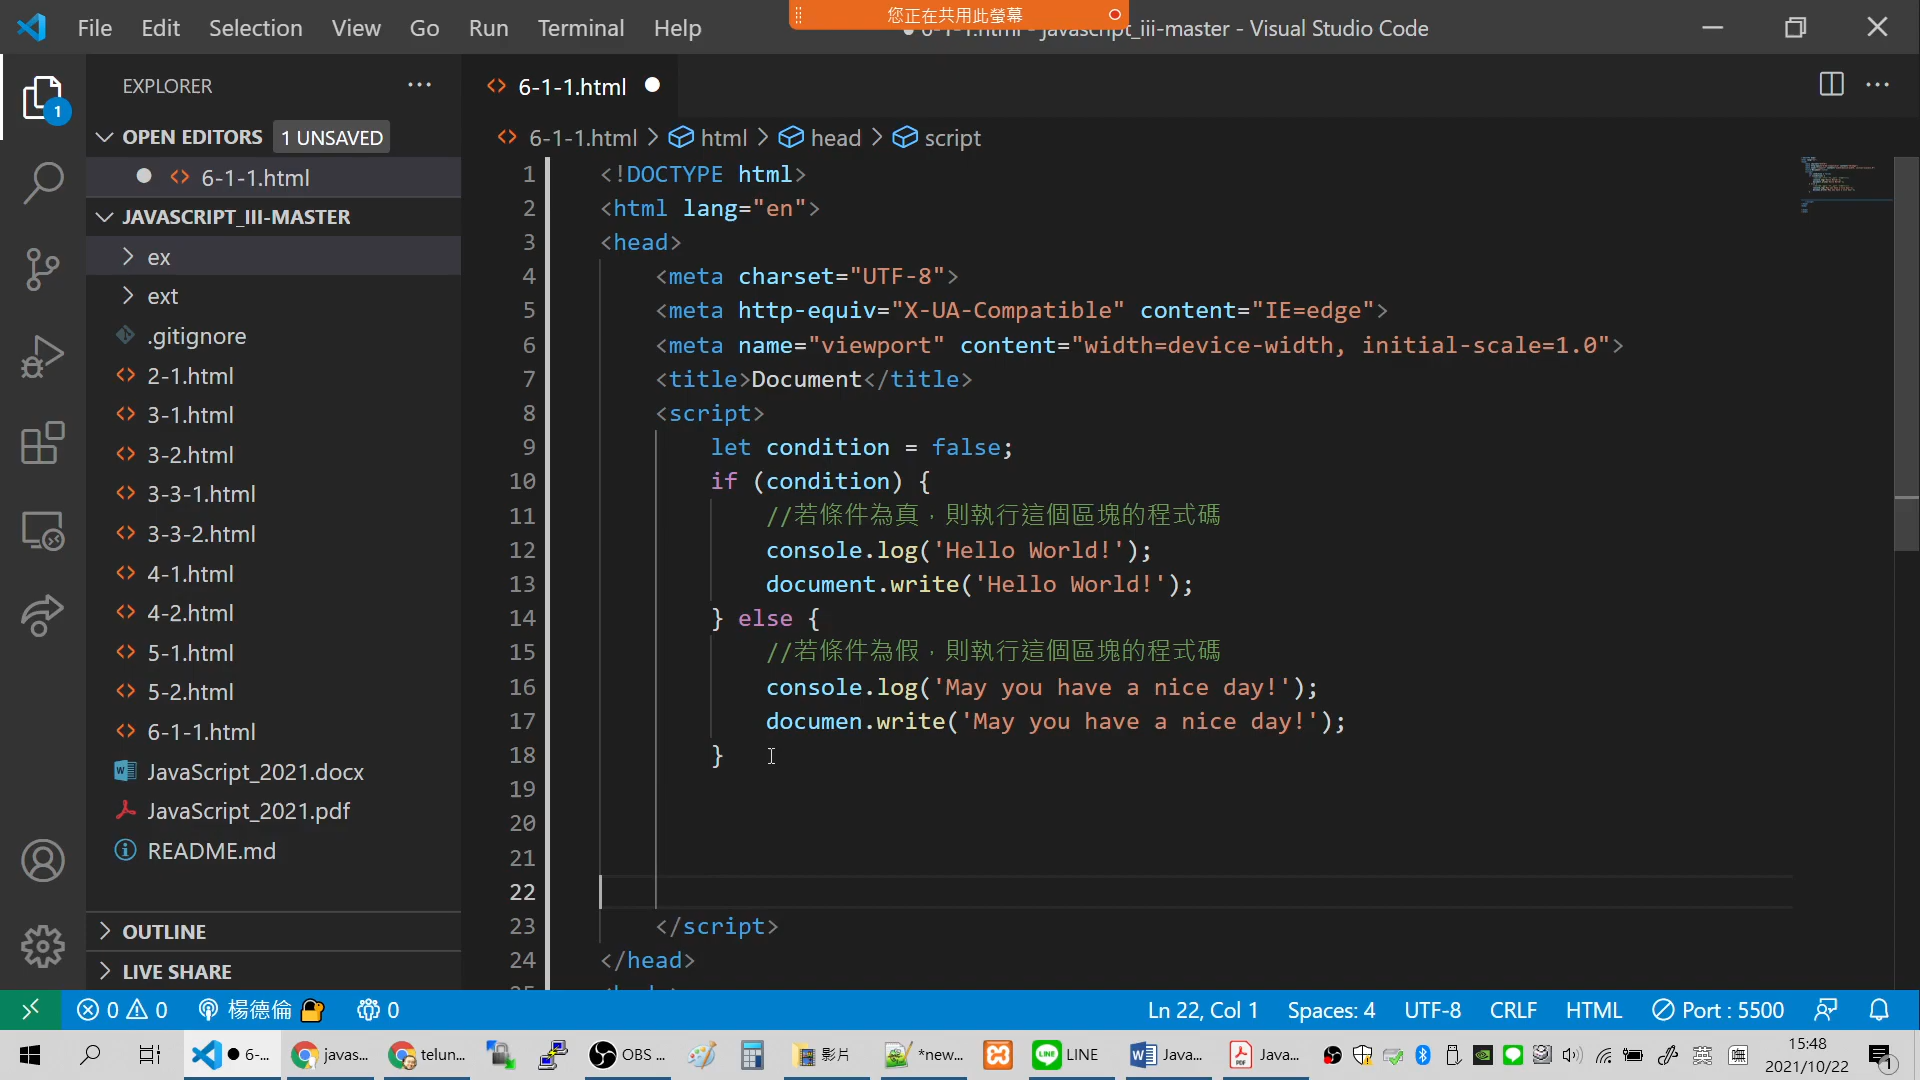 File Edit Selection View Go Run Terminal Help
您正在共用此螢幕
javascript_iii-master - Visual Studio Code
EXPLORER
OPEN EDITORS 1 UNSAVED
6-1-1.html
JAVASCRIPT_III-MASTER
ex
ext
.gitignore
2-1.html
3-1.html
3-2.html
3-3-1.html
3-3-2.html
4-1.html
4-2.html
5-1.html
5-2.html
6-1-1.html
JavaScript_2021.docx
JavaScript_2021.pdf
README.md
OUTLINE
LIVE SHARE
6-1-1.html
6-1-1.html > html > head > script
1 <!DOCTYPE html>
2 <html lang="en">
3 <head>
4 <meta charset="UTF-8">
5 <meta http-equiv="X-UA-Compatible" content="IE=edge">
6 <meta name="viewport" content="width=device-width, initial-scale=1.0">
7 <title>Document</title>
8 <script>
9 let condition = false;
10 if (condition) {
11 //若條件為真，則執行這個區塊的程式碼
12 console.log('Hello World!');
13 document.write('Hello World!');
14 } else {
15 //若條件為假，則執行這個區塊的程式碼
16 console.log('May you have a nice day!');
17 documen.write('May you have a nice day!');
18 }
19
20
21
22
23 </script>
24 </head>
0 0 楊德倫 0 Ln 22, Col 1 Spaces: 4 UTF-8 CRLF HTML Port : 5500
6-... javas... telun... OBS ... 影片 *new... LINE Java... Java... 英
15:48
2021/10/22
1